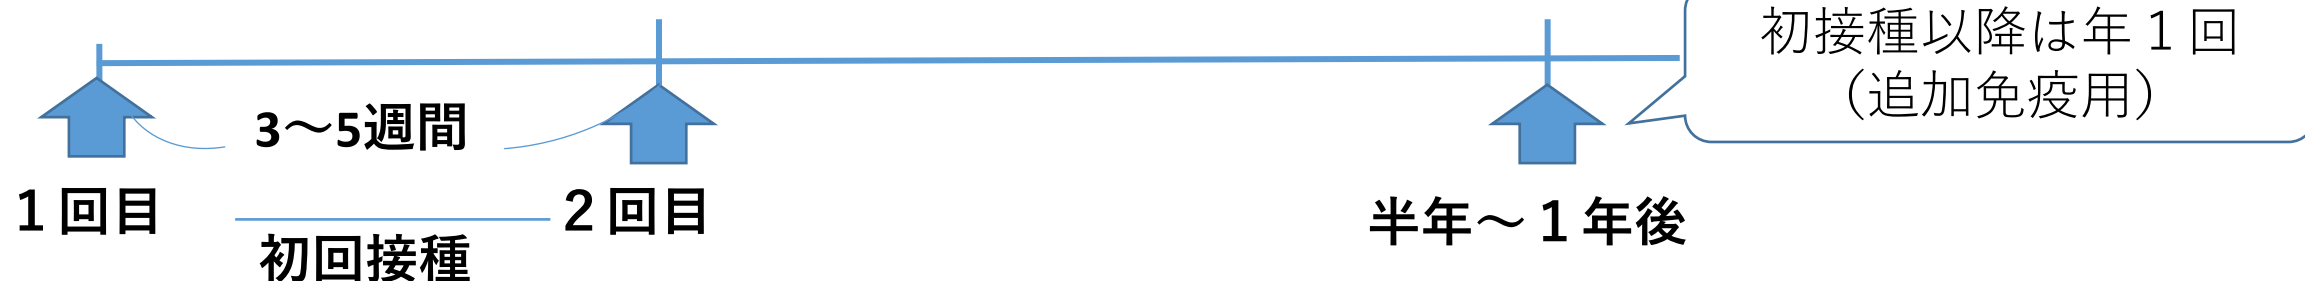 初接種以降は年１回
（追加免疫用）
3～5週間
１回目
２回目
初回接種
半年～１年後